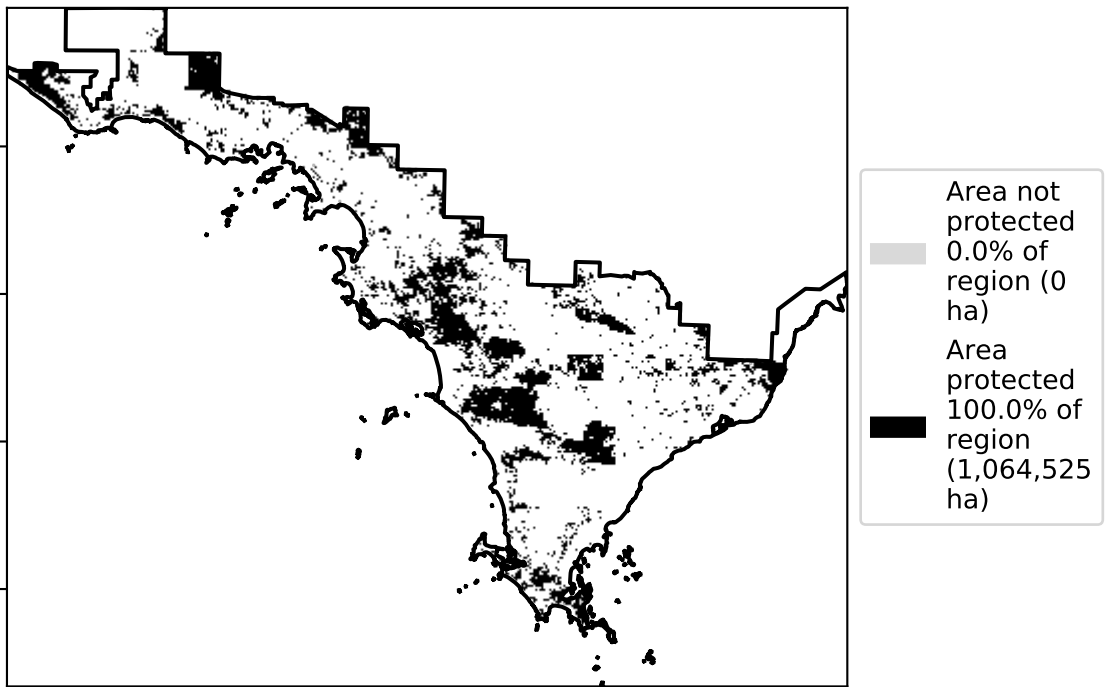 Area not
protected
0.0% of
region (0
ha)
Area
protected
100.0% of
region
(1,064,525
ha)